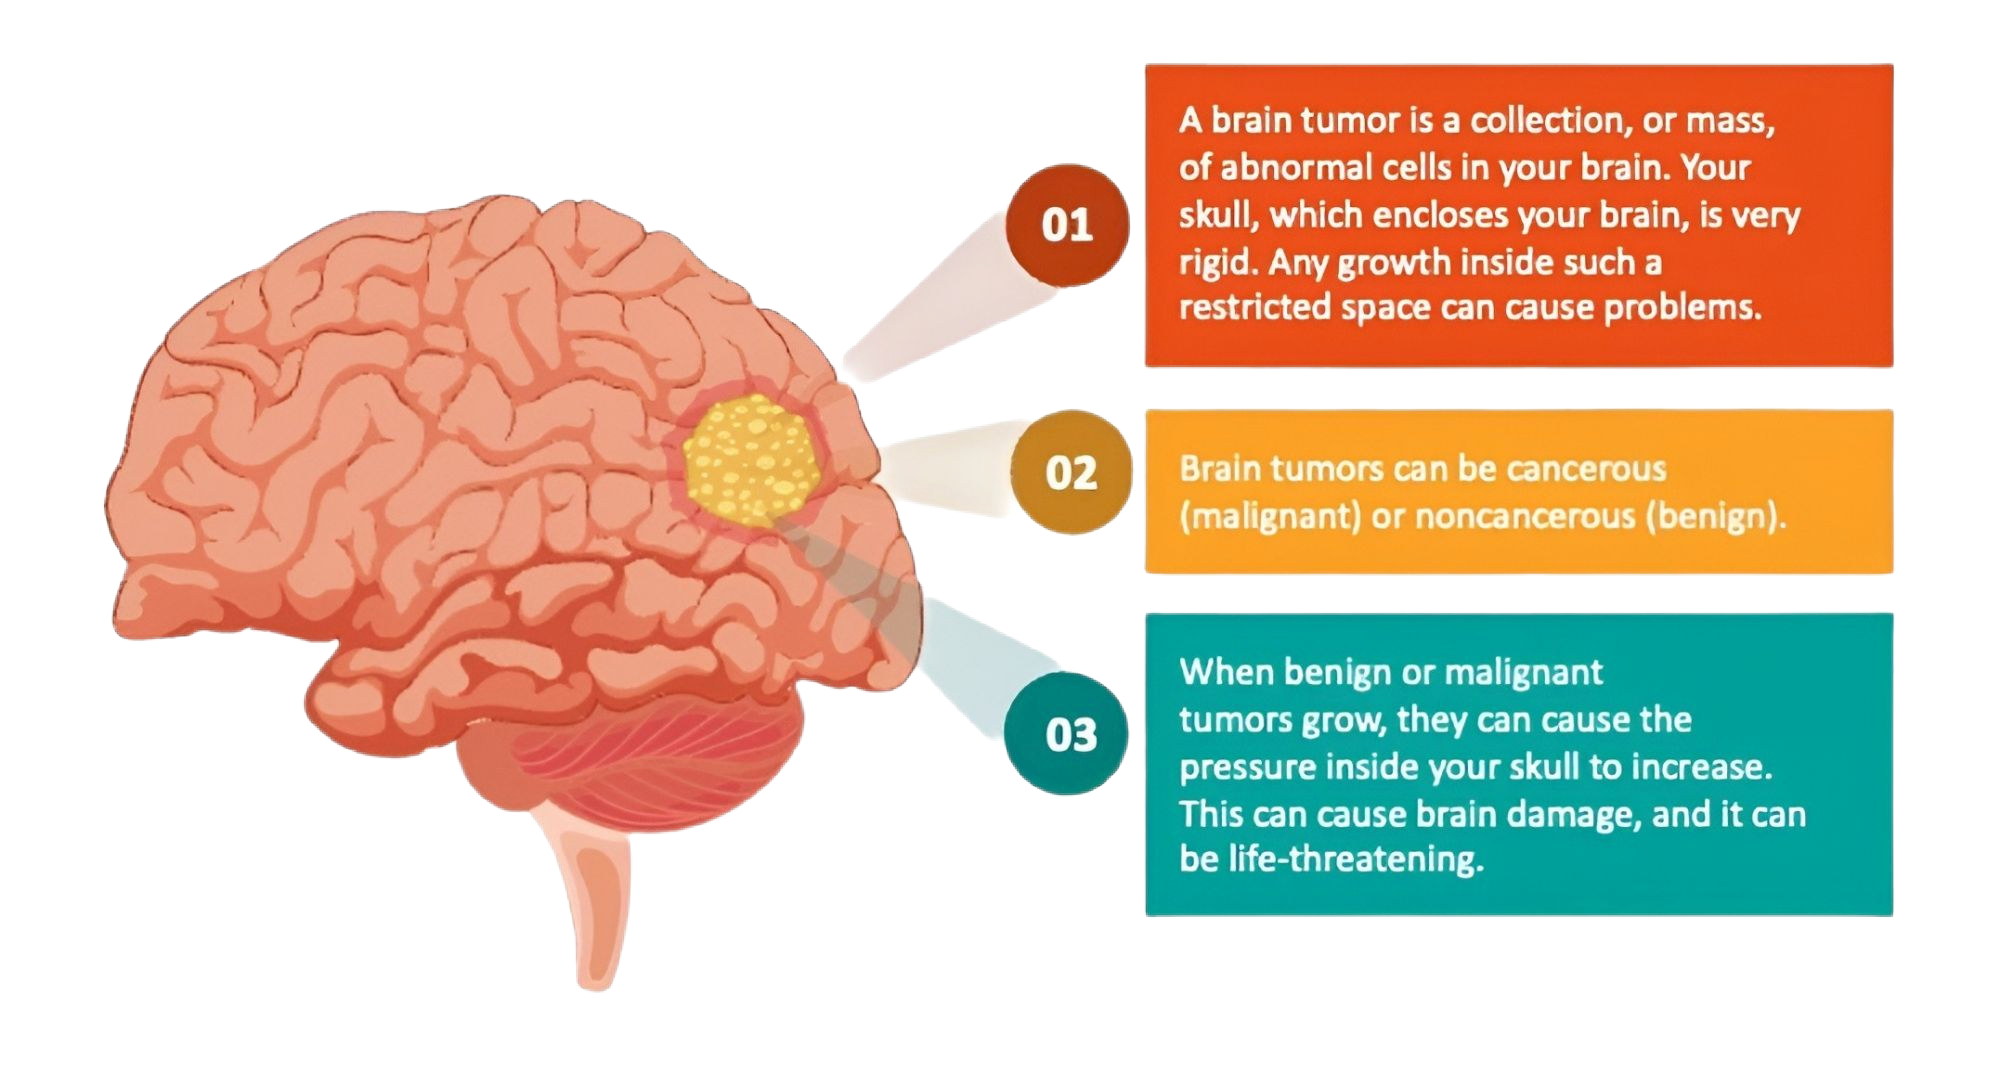 01
A brain tumor is a collection, or mass,
of abnormal cells in your brain. Your
skull, which encloses your brain, is very
rigid. Any growth inside such a
restricted space can cause problems.
02
Brain tumors can be cancerous
(malignant) or noncancerous (benign).
03
When benign or malignant
tumors grow, they can cause the
pressure inside your skull to increase.
This can cause brain damage, and it can
be life-threatening.